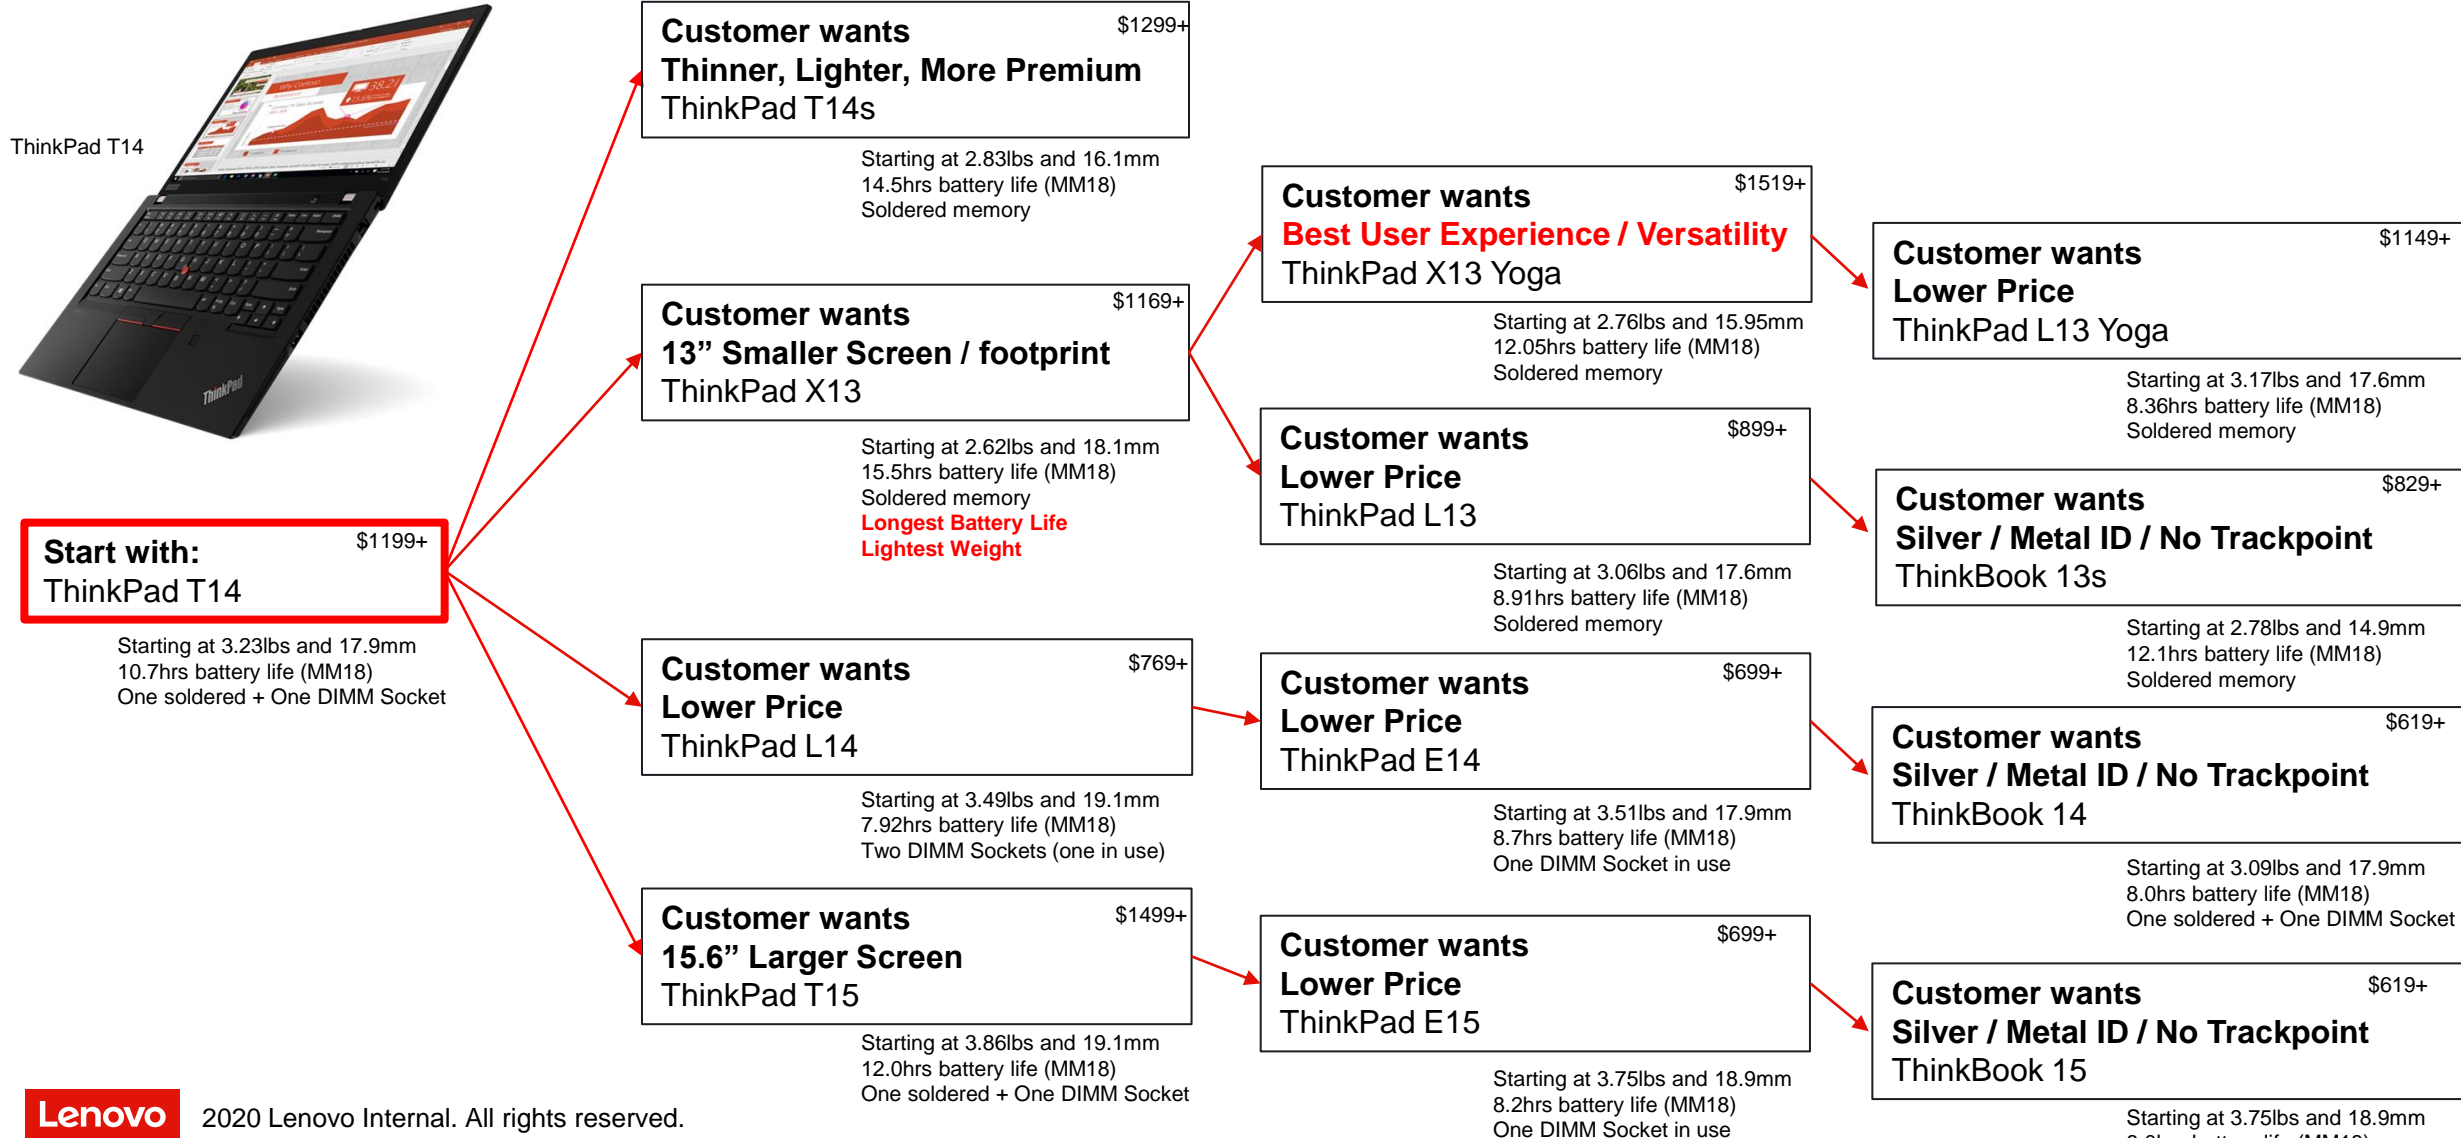 ThinkPad T14
Start with:
$1199+
ThinkPad T14
Starting at 3.23lbs and 17.9mm
10.7hrs battery life (MM18)
One soldered + One DIMM Socket
Customer wants
$1299+
Thinner, Lighter, More Premium
ThinkPad T14s
Starting at 2.83lbs and 16.1mm
14.5hrs battery life (MM18)
Soldered memory
Customer wants
$1169+
13” Smaller Screen / footprint
ThinkPad X13
Starting at 2.62lbs and 18.1mm
15.5hrs battery life (MM18)
Soldered memory
Longest Battery Life
Lightest Weight
Customer wants
$769+
Lower Price
ThinkPad L14
Starting at 3.49lbs and 19.1mm
7.92hrs battery life (MM18)
Two DIMM Sockets (one in use)
Customer wants
$1499+
15.6” Larger Screen
ThinkPad T15
Starting at 3.86lbs and 19.1mm
12.0hrs battery life (MM18)
One soldered + One DIMM Socket
Customer wants
$1519+
Best User Experience / Versatility
ThinkPad X13 Yoga
Starting at 2.76lbs and 15.95mm
12.05hrs battery life (MM18)
Soldered memory
Customer wants
$899+
Lower Price
ThinkPad L13
Starting at 3.06lbs and 17.6mm
8.91hrs battery life (MM18)
Soldered memory
Customer wants
$699+
Lower Price
ThinkPad E14
Starting at 3.51lbs and 17.9mm
8.7hrs battery life (MM18)
One DIMM Socket in use
Customer wants
$699+
Lower Price
ThinkPad E15
Starting at 3.75lbs and 18.9mm
8.2hrs battery life (MM18)
One DIMM Socket in use
Customer wants
$1149+
Lower Price
ThinkPad L13 Yoga
Starting at 3.17lbs and 17.6mm
8.36hrs battery life (MM18)
Soldered memory
Customer wants
$829+
Silver / Metal ID / No Trackpoint
ThinkBook 13s
Starting at 2.78lbs and 14.9mm
12.1hrs battery life (MM18)
Soldered memory
Customer wants
$619+
Silver / Metal ID / No Trackpoint
ThinkBook 14
Starting at 3.09lbs and 17.9mm
8.0hrs battery life (MM18)
One soldered + One DIMM Socket
Customer wants
$619+
Silver / Metal ID / No Trackpoint
ThinkBook 15
Starting at 3.75lbs and 18.9mm
ThinkPad
Lenovo
2020 Lenovo Internal. All rights reserved.